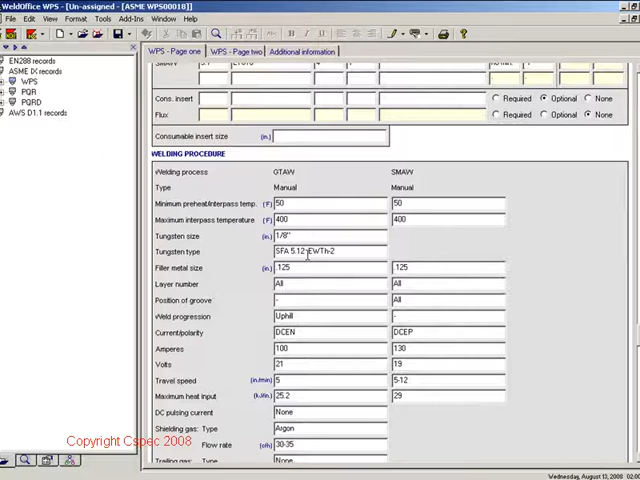 WeldOffice WPS - [Un-assigned] - [ASME WPS00018)]
File Edit View Format Tools Add-Ins Window Help
EN288 records
ASME IX records
WPS
PQR
PQRD
AWS D1.1 records
WPS - Page one WPS - Page two Additional information
SMAW
Cons. insert Required Optional None
Flux Required Optional None
Consumable insert size (in.)
WELDING PROCEDURE
Welding process GTAW SMAW
Type Manual Manual
Minimum preheat/interpass temp. (°F) 50 50
Maximum interpass temperature (°F) 400 400
Tungsten size (in.) 1/8"
Tungsten type SFA 5.12 EWTh-2
Filler metal size (in.) .125 .125
Layer number All All
Position of groove - All
Weld progression Uphill -
Current/polarity DCEN DCEP
Amperes 100 130
Volts 21 19
Travel speed (in/min) 5 5-12
Maximum heat input (kJ/in.) 25.2 29
DC pulsing current None
Shielding gas: Type Argon
Flow rate (cfh) 30-35
Trailing gas: Type None
Copyright Cspec 2008
Wednesday, August 13, 2008 02:0